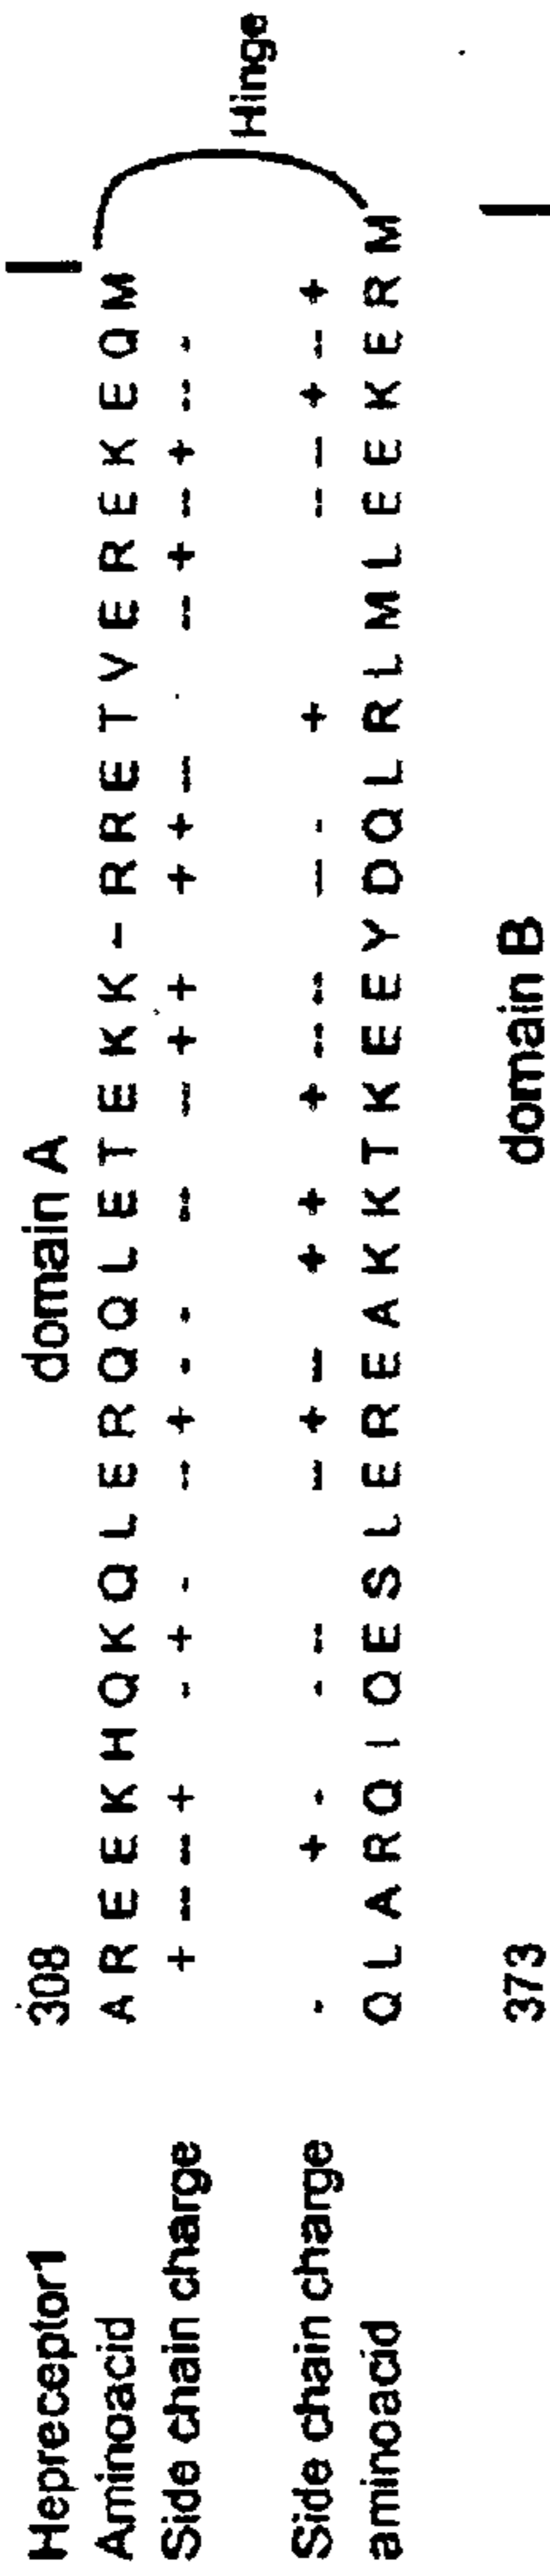 Hepreceptor1 308 domain A
Aminoacid A R E E K H Q K Q L E R Q Q L E T E K K - R R E T V E R E K E Q M
Side chain charge + -- -- + - + - -- + - - -- -- + + + + -- -- + -- + -- -
Hinge
Side chain charge - + - - -- -- + -- + + + -- -- -- - + -- -- + -- +
aminoacid Q L A R Q I Q E S L E R E A K K T K E E Y D Q L R L M L E E K E R M
373 domain B